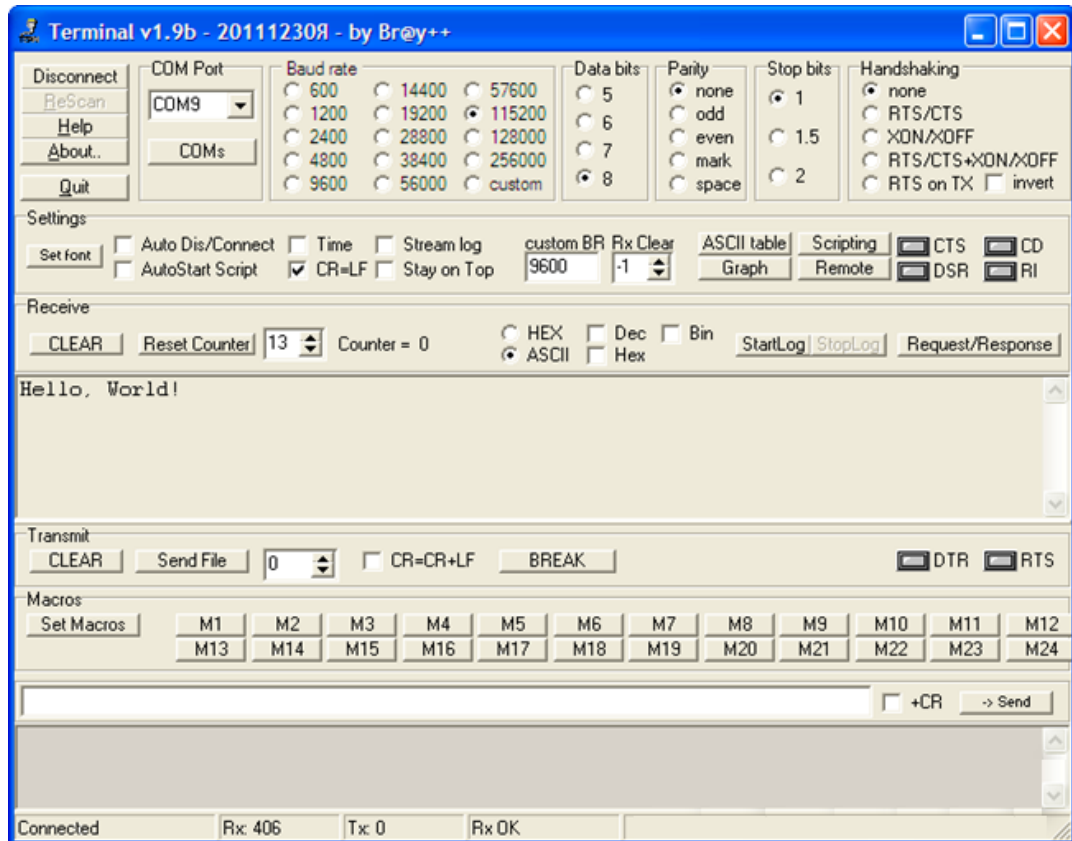 Terminal v1.9b - 20111230Я - by Br@y++
Disconnect
ReScan
Help
About..
Quit
COM Port
COM9
COMs
Baud rate
600 14400 57600
1200 19200 115200
2400 28800 128000
4800 38400 256000
9600 56000 custom
Data bits
5
6
7
8
Parity
none
odd
even
mark
space
Stop bits
1
1.5
2
Handshaking
none
RTS/CTS
XON/XOFF
RTS/CTS+XON/XOFF
RTS on TX invert
Settings
Set font
Auto Dis/Connect Time Stream log
AutoStart Script CR=LF Stay on Top
custom BR Rx Clear
9600 -1
ASCII table Scripting CTS CD
Graph Remote DSR RI
Receive
CLEAR Reset Counter 13 Counter = 0
HEX Dec Bin
ASCII Hex
StartLog StopLog Request/Response
Hello, World!
Transmit
CLEAR Send File 0 CR=CR+LF BREAK DTR RTS
Macros
Set Macros M1 M2 M3 M4 M5 M6 M7 M8 M9 M10 M11 M12
M13 M14 M15 M16 M17 M18 M19 M20 M21 M22 M23 M24
+CR -> Send
Connected Rx: 406 Tx: 0 Rx OK